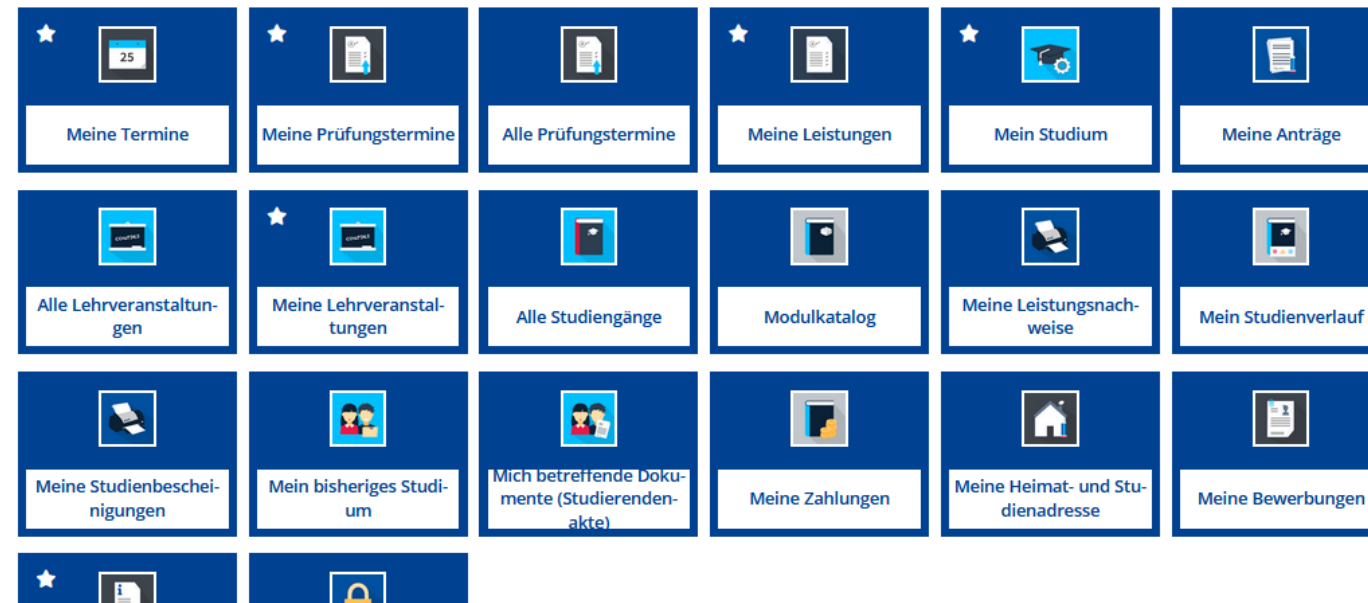 25
Meine Termine
Meine Prüfungstermine
Alle Prüfungstermine
Meine Leistungen
Mein Studium
Meine Anträge
Alle Lehrveranstaltun-
gen
Meine Lehrveranstal-
tungen
Alle Studiengänge
Modulkatalog
Meine Leistungsnach-
weise
Mein Studienverlauf
Meine Studienbeschei-
nigungen
Mein bisheriges Studi-
um
Mich betreffende Doku-
mente (Studierenden-
akte)
Meine Zahlungen
Meine Heimat- und Stu-
dienadresse
Meine Bewerbungen